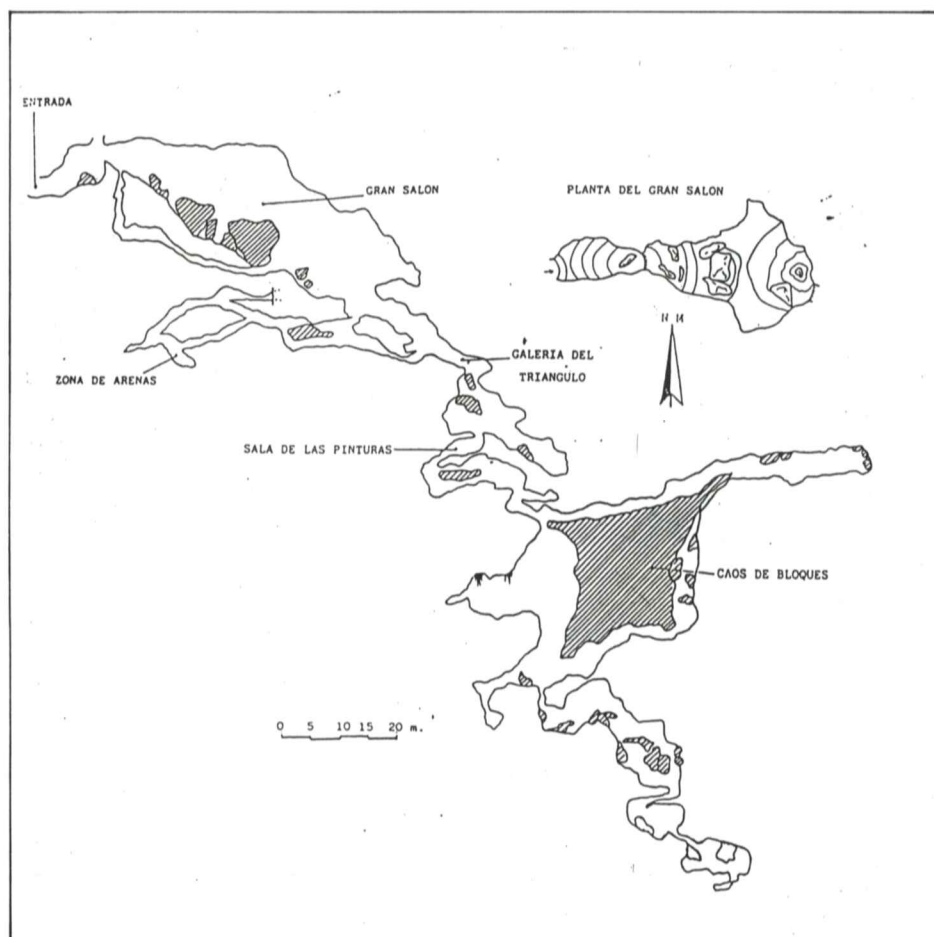 ENTRADA
GRAN SALON
PLANTA DEL GRAN SALON
N M
GALERIA DEL
TRIANGULO
ZONA DE ARENAS
SALA DE LAS PINTURAS
CAOS DE BLOQUES
0 5 10 15 20 m.